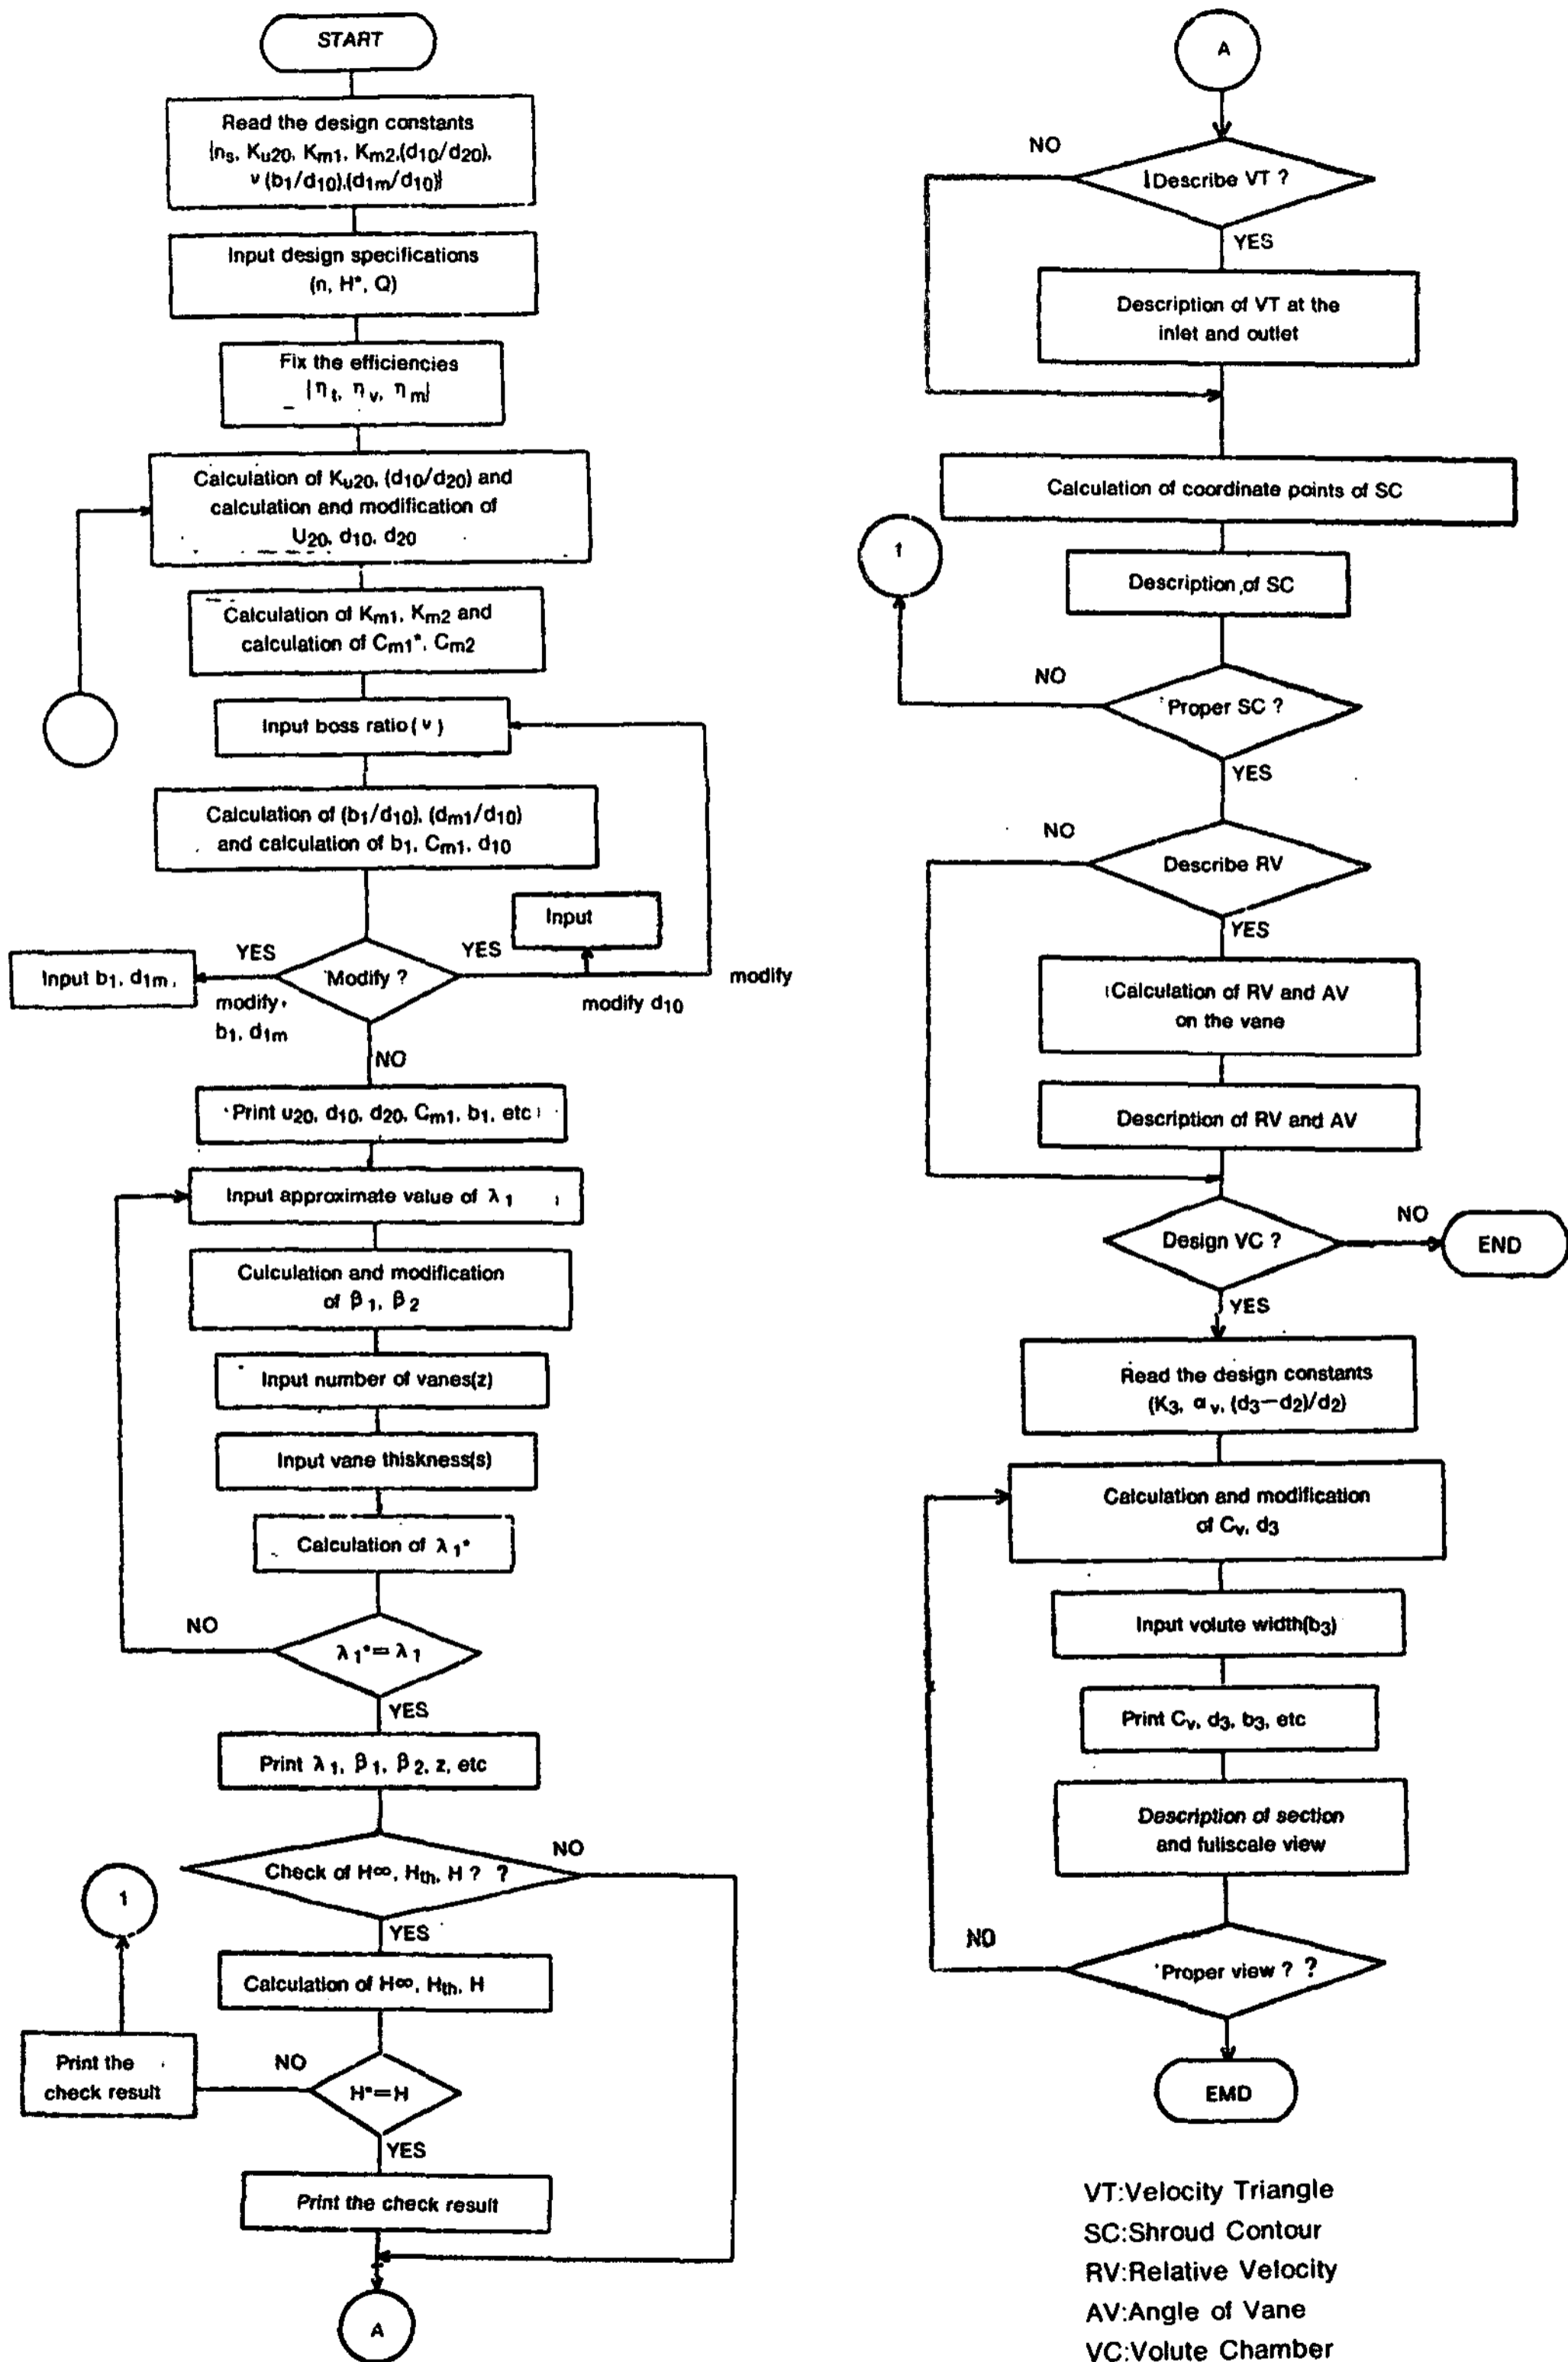 START
Read the design constants
{nₛ, Kᵤ₂₀, Kₘ₁, Kₘ₂,(d₁₀/d₂₀),
ν (b₁/d₁₀),(d₁ₘ/d₁₀)}
Input design specifications
(n, H*, Q)
Fix the efficiencies
{ηₜ, ηᵥ, ηₘ}
Calculation of Kᵤ₂₀, (d₁₀/d₂₀) and
calculation and modification of
U₂₀, d₁₀, d₂₀
Calculation of Kₘ₁, Kₘ₂ and
calculation of Cₘ₁*, Cₘ₂
Input boss ratio(ν)
Calculation of (b₁/d₁₀), (dₘ₁/d₁₀)
and calculation of b₁, Cₘ₁, d₁₀
Input
YES
YES
Input b₁, d₁ₘ,
Modify ?
modify
modify
b₁, d₁ₘ
modify d₁₀
NO
Print u₂₀, d₁₀, d₂₀, Cₘ₁, b₁, etc
Input approximate value of λ₁
Culculation and modification
of β₁, β₂
Input number of vanes(z)
Input vane thiskness(s)
Calculation of λ₁*
NO
λ₁*=λ₁
YES
Print λ₁, β₁, β₂, z, etc
NO
Check of H∞, Hₜₕ, H ? ?
1
YES
Calculation of H∞, Hₜₕ, H
Print the
check result
NO
H*=H
YES
Print the check result
A
A
NO
Describe VT ?
YES
Description of VT at the
inlet and outlet
Calculation of coordinate points of SC
1
Description of SC
NO
Proper SC ?
YES
NO
Describe RV
YES
Calculation of RV and AV
on the vane
Description of RV and AV
Design VC ?
NO
END
YES
Read the design constants
(K₃, αᵥ, (d₃−d₂)/d₂)
Calculation and modification
of Cᵥ, d₃
Input volute width(b₃)
Print Cᵥ, d₃, b₃, etc
Description of section
and fullscale view
NO
Proper view ? ?
EMD
VT:Velocity Triangle
SC:Shroud Contour
RV:Relative Velocity
AV:Angle of Vane
VC:Volute Chamber